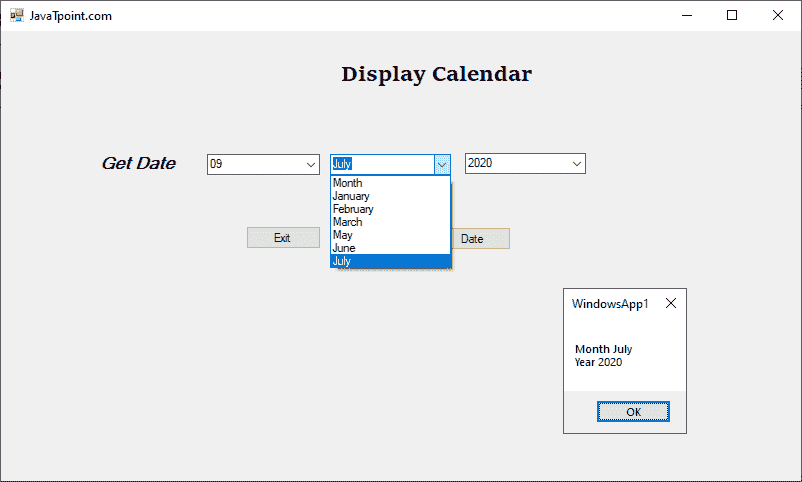 JavaTpoint.com
Display Calendar
Get Date 09 July 2020
Month
January
February
March
May
June
July
Exit
Date
WindowsApp1
Month July
Year 2020
OK